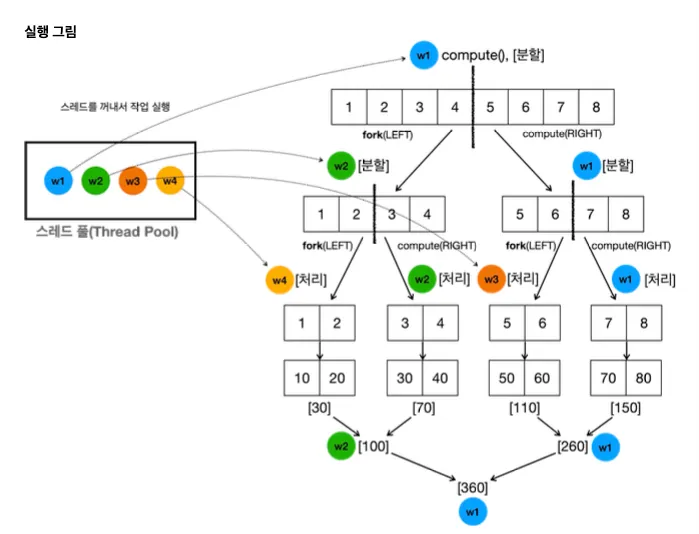 실행 그림
w1 compute(), [분할]
스레드를 꺼내서 작업 실행
1 2 3 4 5 6 7 8
fork(LEFT) compute(RIGHT)
w1 w2 w3 w4
스레드 풀(Thread Pool)
w2 [분할]
w1 [분할]
1 2 3 4
5 6 7 8
fork(LEFT) compute(RIGHT)
fork(LEFT) compute(RIGHT)
w4 [처리]
w2 [처리]
w3 [처리]
w1 [처리]
1 2
3 4
5 6
7 8
10 20
30 40
50 60
70 80
[30]
[70]
[110]
[150]
w2 [100]
[260] w1
[360]
w1